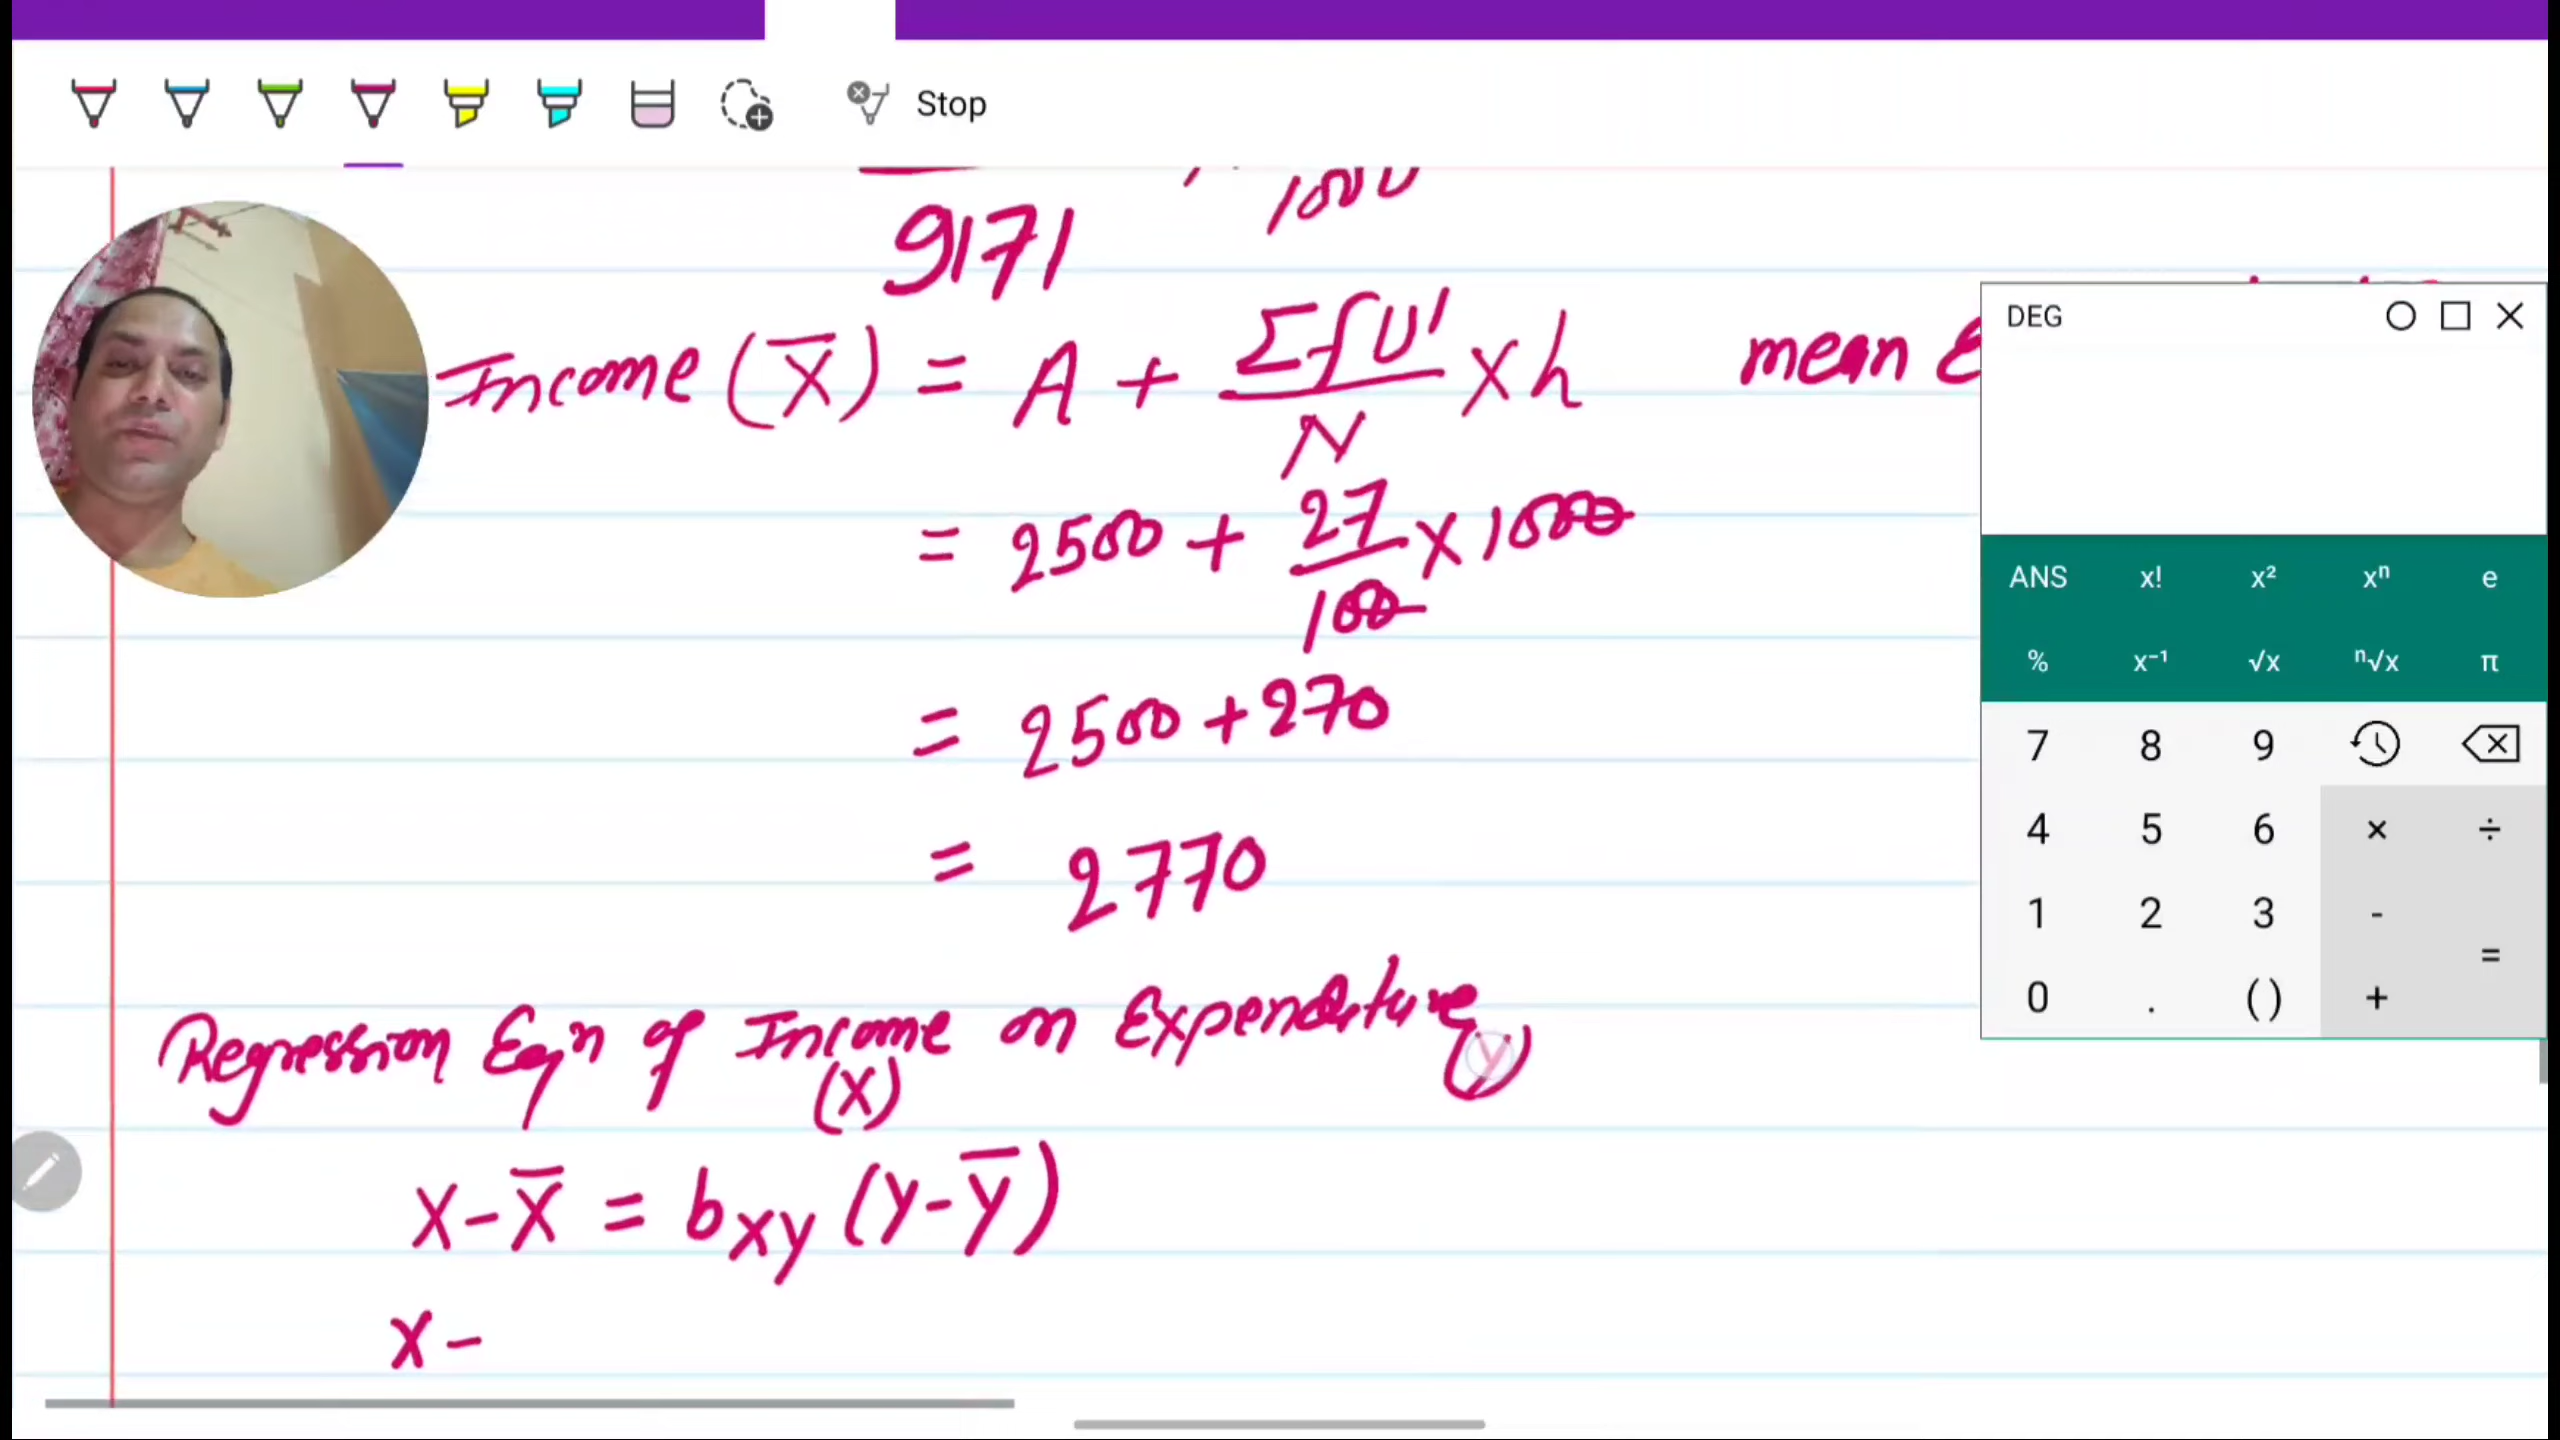 Stop
1000
9171
Income (X̅) = A + ΣfU' / N × h
mean E
= 2500 + 27 / 100 × 1000
= 2500 + 270
= 2770
Regression Eqn of Income on Expenditure
(X) (y)
X - X̅ = bxy (y - y̅)
X -
DEG
ANS x! x² xⁿ e
% x⁻¹ √x ⁿ√x π
7 8 9
4 5 6 × ÷
1 2 3 - =
0 . ( ) +